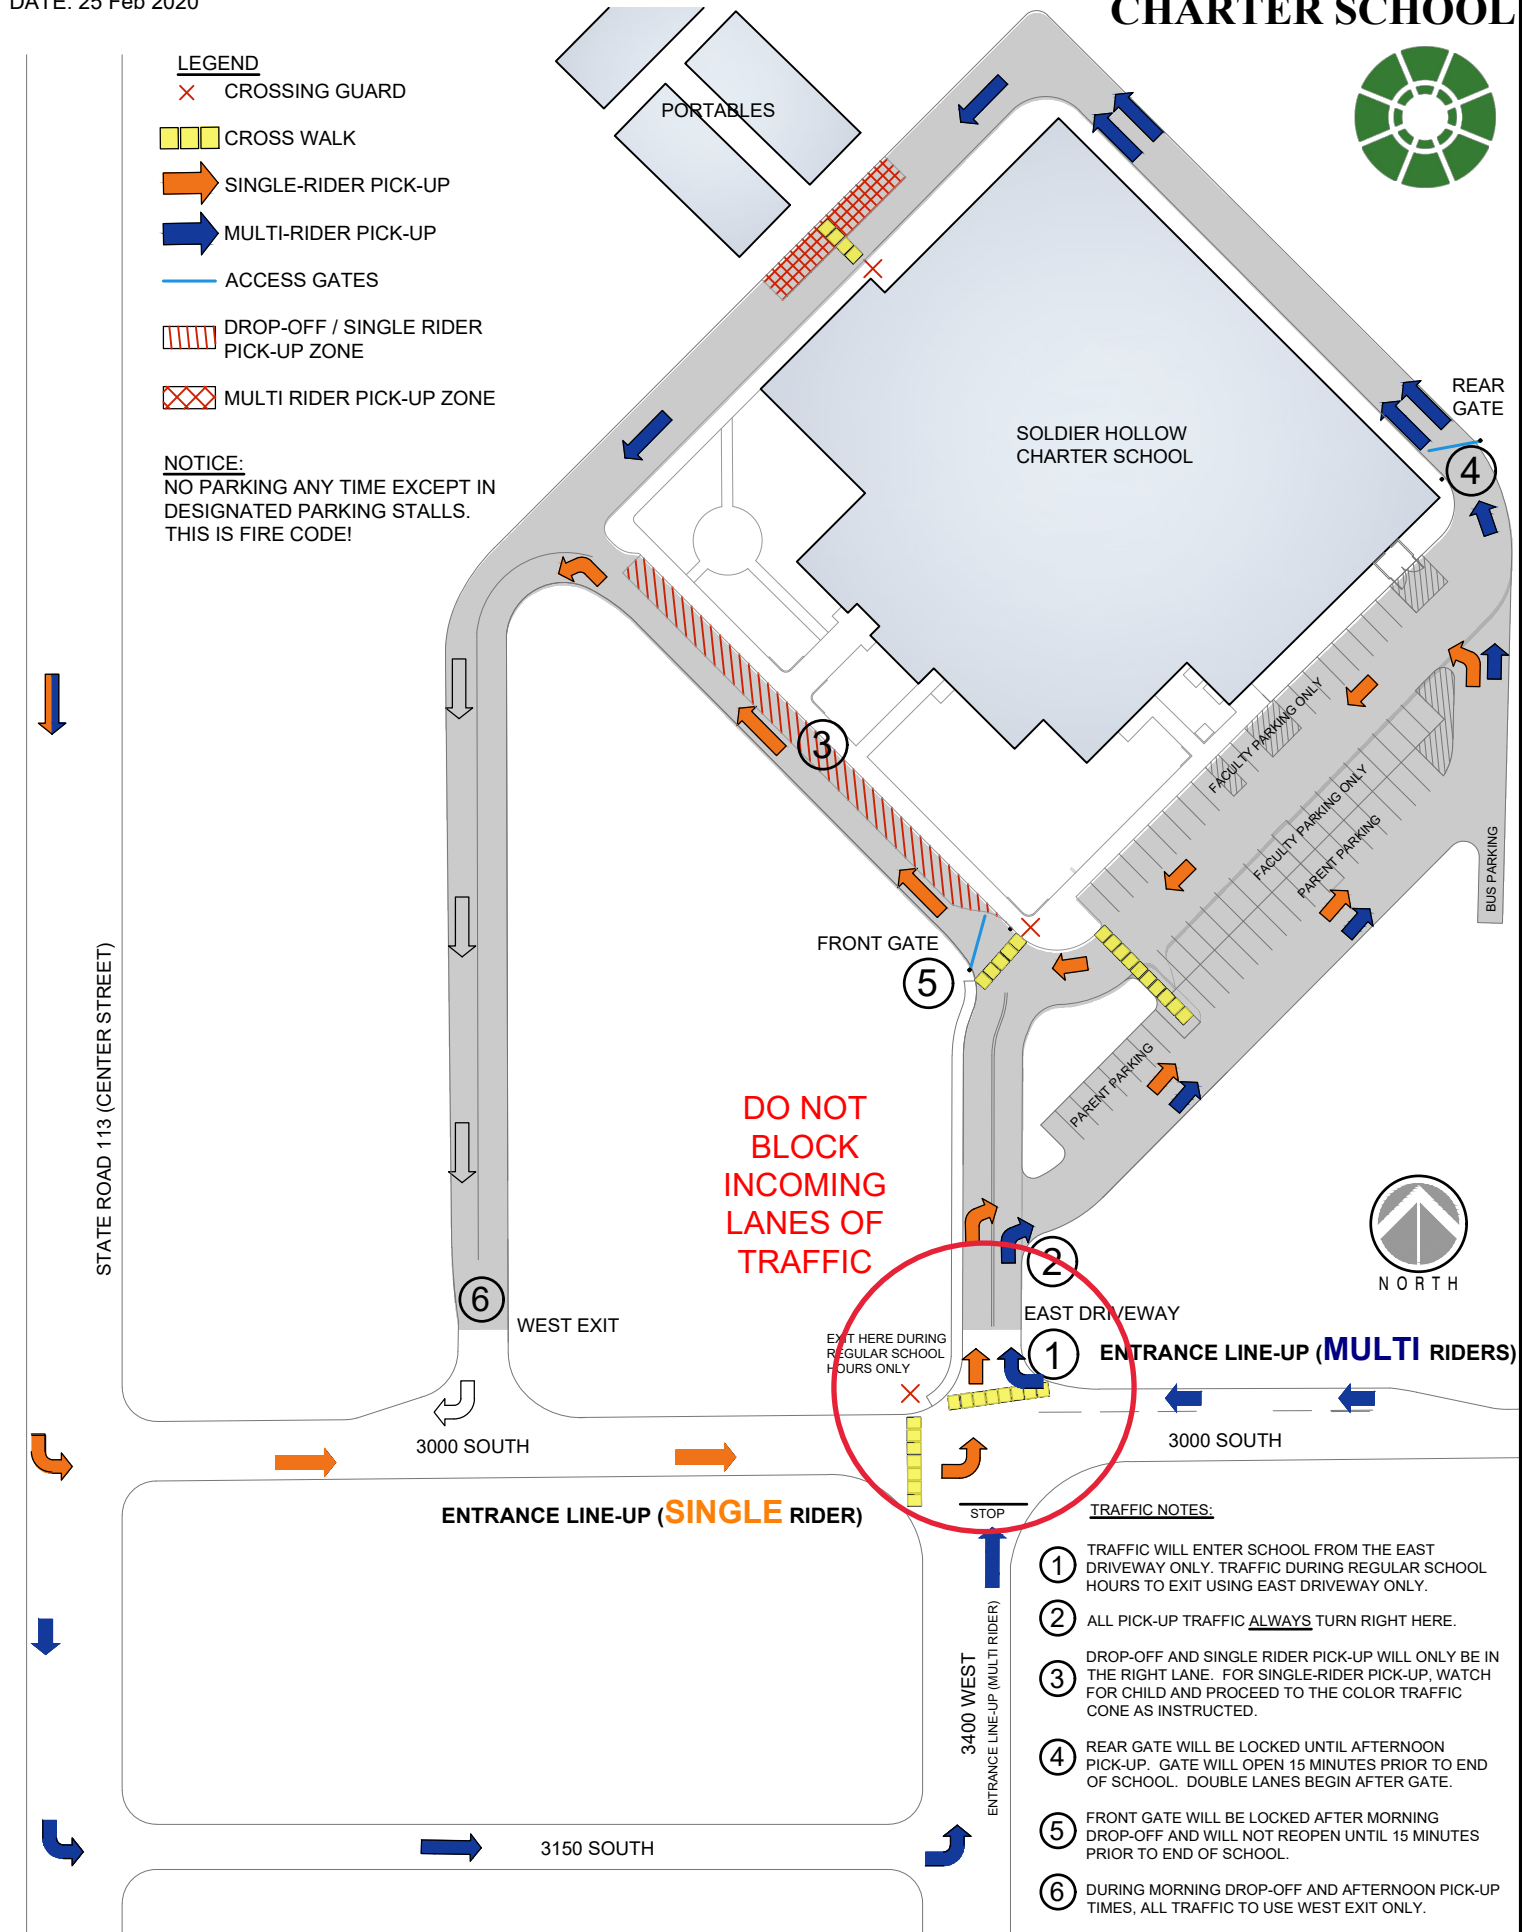 DATE: 25 Feb 2020
CHARTER SCHOOL
LEGEND
CROSSING GUARD
CROSS WALK
SINGLE-RIDER PICK-UP
MULTI-RIDER PICK-UP
ACCESS GATES
DROP-OFF / SINGLE RIDER
PICK-UP ZONE
MULTI RIDER PICK-UP ZONE
NOTICE:
NO PARKING ANY TIME EXCEPT IN
DESIGNATED PARKING STALLS.
THIS IS FIRE CODE!
PORTABLES
SOLDIER HOLLOW
CHARTER SCHOOL
REAR
GATE
4
3
FACULTY PARKING ONLY
FACULTY PARKING ONLY
PARENT PARKING
BUS PARKING
FRONT GATE
5
PARENT PARKING
STATE ROAD 113 (CENTER STREET)
DO NOT
BLOCK
INCOMING
LANES OF
TRAFFIC
NORTH
2
6
WEST EXIT
EAST DRIVEWAY
EXIT HERE DURING
REGULAR SCHOOL
HOURS ONLY
1
ENTRANCE LINE-UP (MULTI RIDERS)
3000 SOUTH
3000 SOUTH
ENTRANCE LINE-UP (SINGLE RIDER)
STOP
3400 WEST
ENTRANCE LINE-UP (MULTI RIDER)
3150 SOUTH
TRAFFIC NOTES:
1 TRAFFIC WILL ENTER SCHOOL FROM THE EAST
DRIVEWAY ONLY. TRAFFIC DURING REGULAR SCHOOL
HOURS TO EXIT USING EAST DRIVEWAY ONLY.
2 ALL PICK-UP TRAFFIC ALWAYS TURN RIGHT HERE.
3 DROP-OFF AND SINGLE RIDER PICK-UP WILL ONLY BE IN
THE RIGHT LANE. FOR SINGLE-RIDER PICK-UP, WATCH
FOR CHILD AND PROCEED TO THE COLOR TRAFFIC
CONE AS INSTRUCTED.
4 REAR GATE WILL BE LOCKED UNTIL AFTERNOON
PICK-UP. GATE WILL OPEN 15 MINUTES PRIOR TO END
OF SCHOOL. DOUBLE LANES BEGIN AFTER GATE.
5 FRONT GATE WILL BE LOCKED AFTER MORNING
DROP-OFF AND WILL NOT REOPEN UNTIL 15 MINUTES
PRIOR TO END OF SCHOOL.
6 DURING MORNING DROP-OFF AND AFTERNOON PICK-UP
TIMES, ALL TRAFFIC TO USE WEST EXIT ONLY.